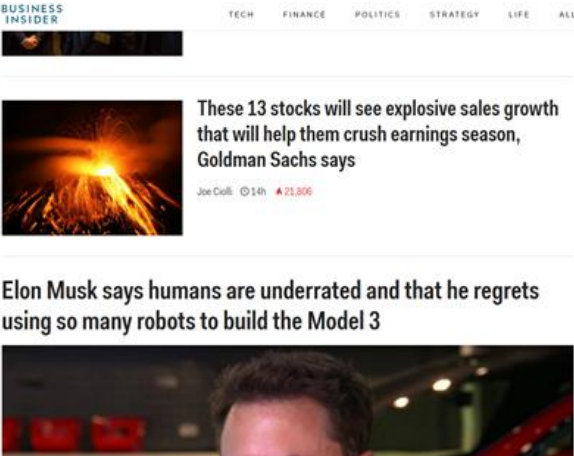 BUSINESS
INSIDER
TECH FINANCE POLITICS STRATEGY LIFE ALL
These 13 stocks will see explosive sales growth
that will help them crush earnings season,
Goldman Sachs says
Joe Ciolli 14h 21,806
Elon Musk says humans are underrated and that he regrets
using so many robots to build the Model 3